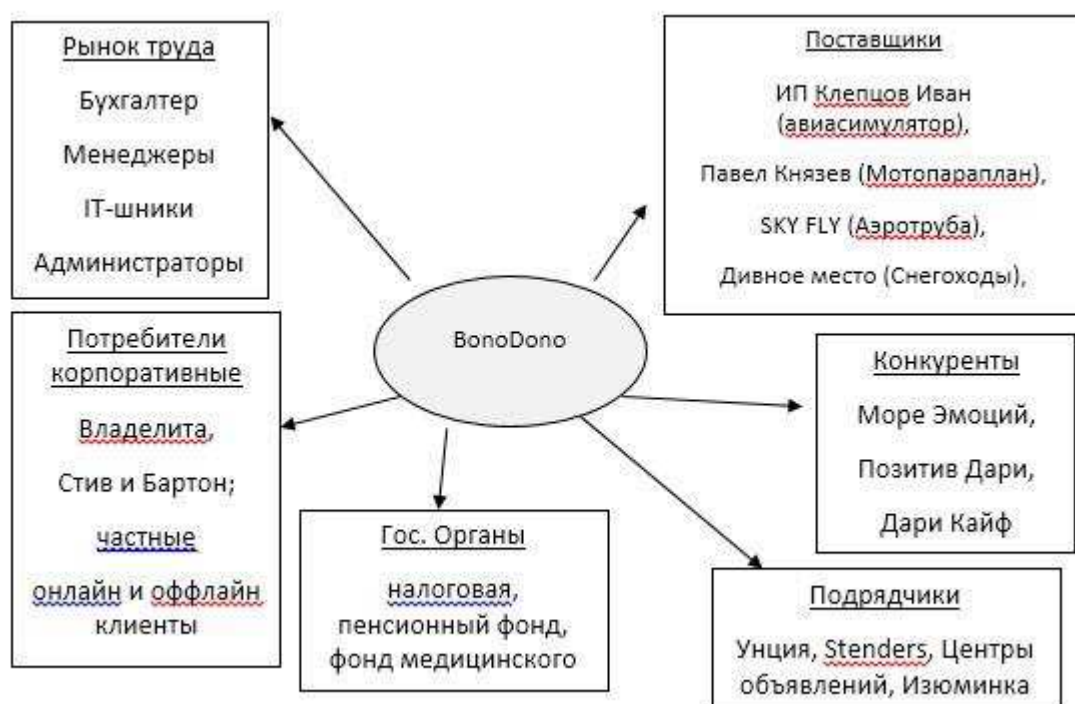 Рынок труда
Бухгалтер
Менеджеры
IT-шники
Администраторы
Поставщики
ИП Клепцов Иван
(авиасимулятор),
Павел Князев (Мотопараплан),
SKY FLY (Аэротруба),
Дивное место (Снегоходы),
BonoDono
Потребители
корпоративные
Владелита,
Стив и Бартон;
частные
онлайн и оффлайн
клиенты
Гос. Органы
налоговая,
пенсионный фонд,
фонд медицинского
Конкуренты
Море Эмоций,
Позитив Дари,
Дари Кайф
Подрядчики
Унция, Stenders, Центры
объявлений, Изюминка